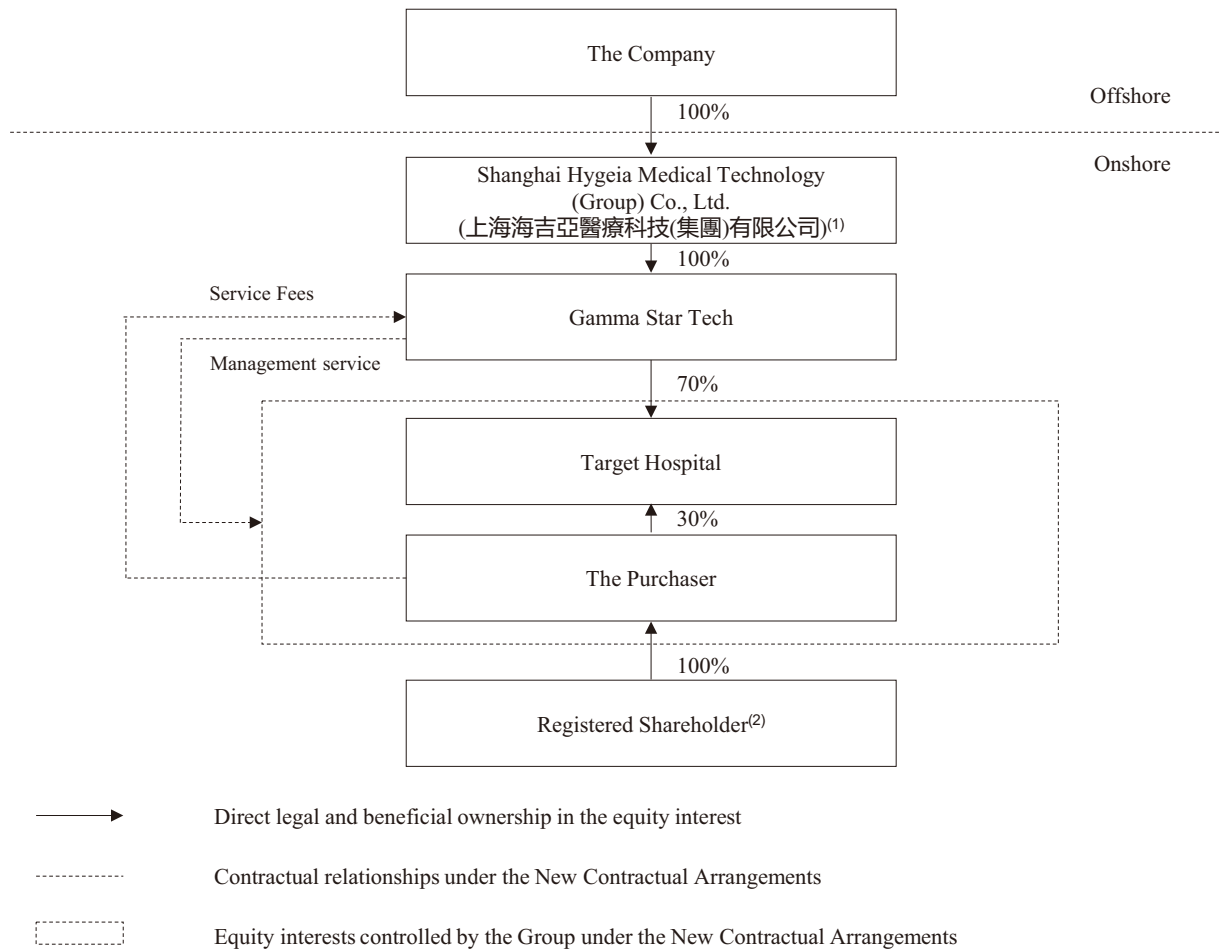 The Company
Offshore
100%
Onshore
Shanghai Hygeia Medical Technology
(Group) Co., Ltd.
(上海海吉亞醫療科技(集團)有限公司)(1)
100%
Service Fees
Gamma Star Tech
Management service
70%
Target Hospital
30%
The Purchaser
100%
Registered Shareholder(2)
Direct legal and beneficial ownership in the equity interest
Contractual relationships under the New Contractual Arrangements
Equity interests controlled by the Group under the New Contractual Arrangements